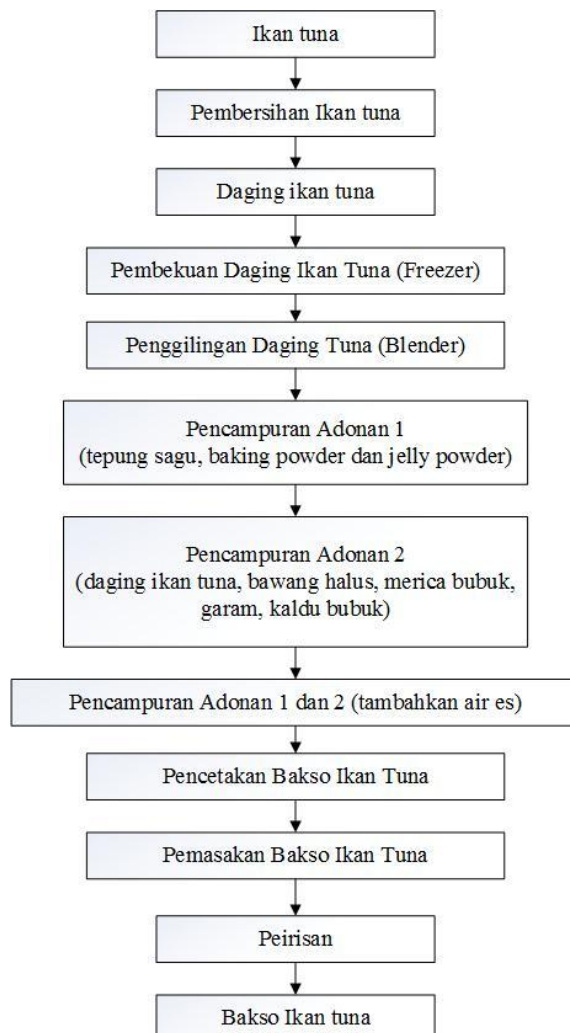 Ikan tuna
Pembersihan Ikan tuna
Daging ikan tuna
Pembekuan Daging Ikan Tuna (Freezer)
Penggilingan Daging Tuna (Blender)
Pencampuran Adonan 1
(tepung sagu, baking powder dan jelly powder)
Pencampuran Adonan 2
(daging ikan tuna, bawang halus, merica bubuk,
garam, kaldu bubuk)
Pencampuran Adonan 1 dan 2 (tambahkan air es)
Pencetakan Bakso Ikan Tuna
Pemasakan Bakso Ikan Tuna
Peirisan
Bakso Ikan tuna